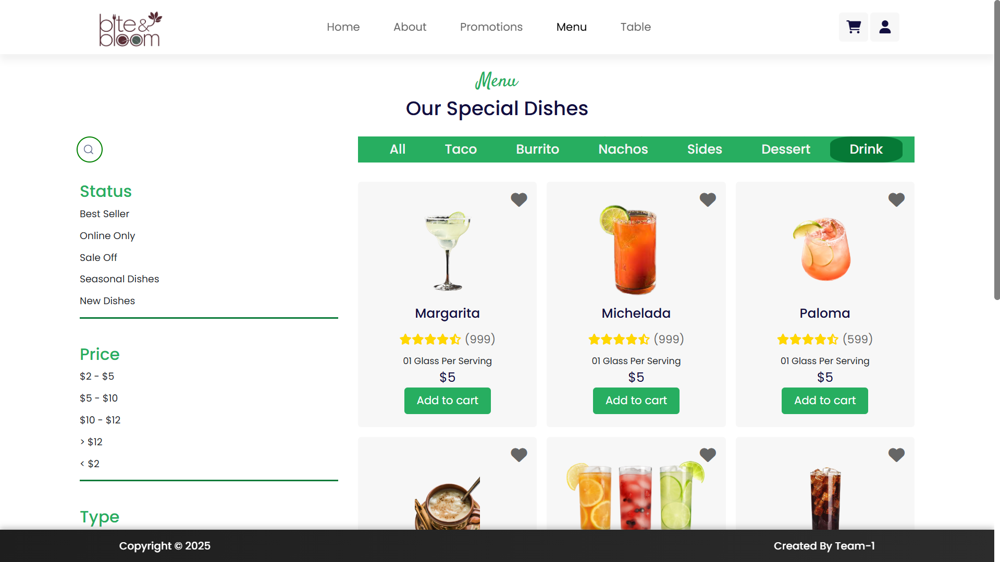 bite &
bloom
Home
About
Promotions
Menu
Table
Menu
Our Special Dishes
All
Taco
Burrito
Nachos
Sides
Dessert
Drink
Status
Best Seller
Online Only
Sale Off
Seasonal Dishes
New Dishes
Price
$2 - $5
$5 - $10
$10 - $12
> $12
< $2
Type
Margarita
(999)
01 Glass Per Serving
$5
Add to cart
Michelada
(999)
01 Glass Per Serving
$5
Add to cart
Paloma
(599)
01 Glass Per Serving
$5
Add to cart
Copyright © 2025
Created By Team-1